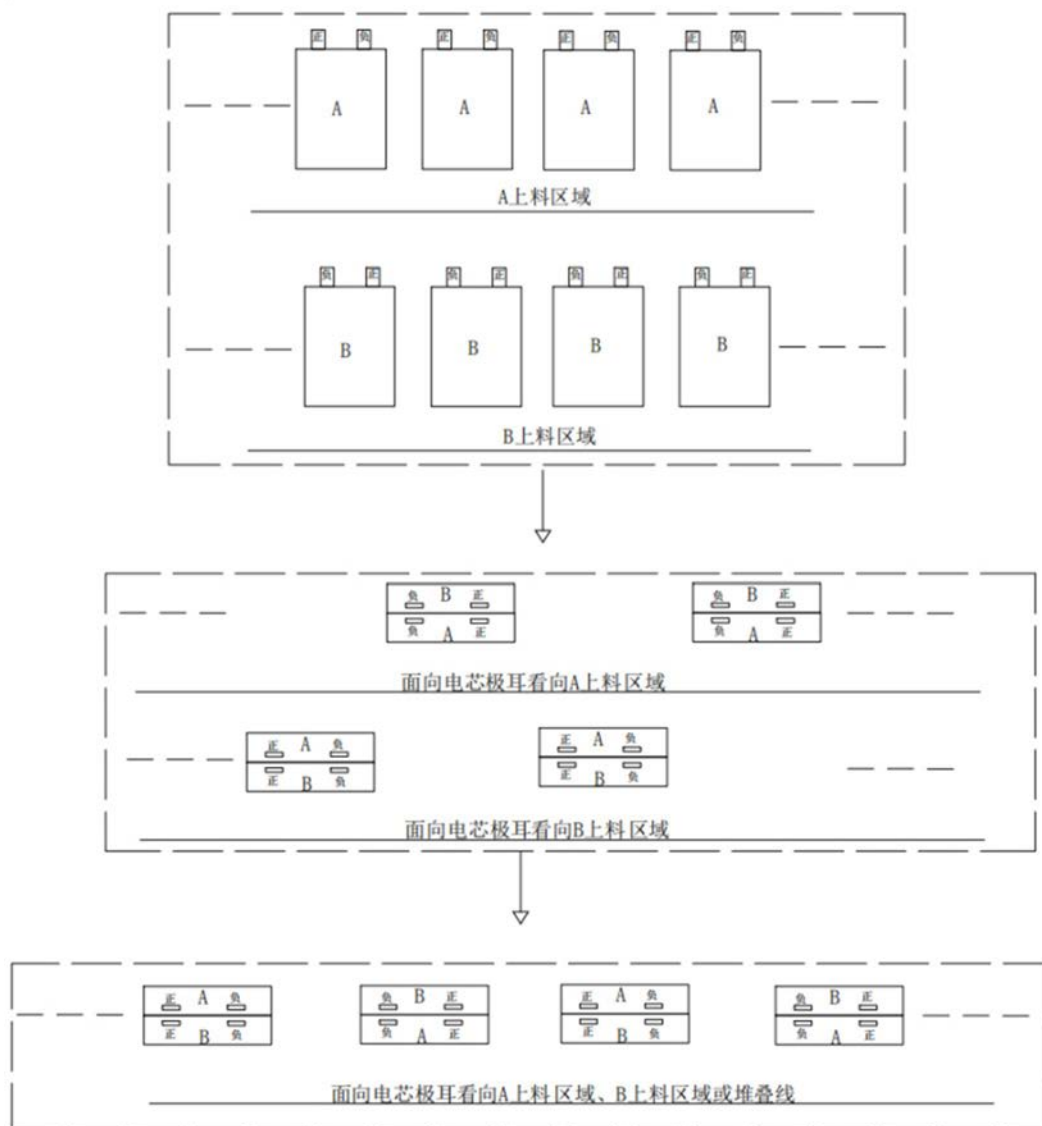 正 负 正 负 正 负 正 负
A A A A
A上料区域
负 正 负 正 负 正 负 正
B B B B
B上料区域
负 B 正 负 B 正
负 A 正 负 A 正
面向电芯极耳看向A上料区域
正 A 负 正 A 负
正 B 负 正 B 负
面向电芯极耳看向B上料区域
正 A 负 负 B 正 正 A 负 负 B 正
正 B 负 负 A 正 正 B 负 负 A 正
面向电芯极耳看向A上料区域、B上料区域或堆叠线